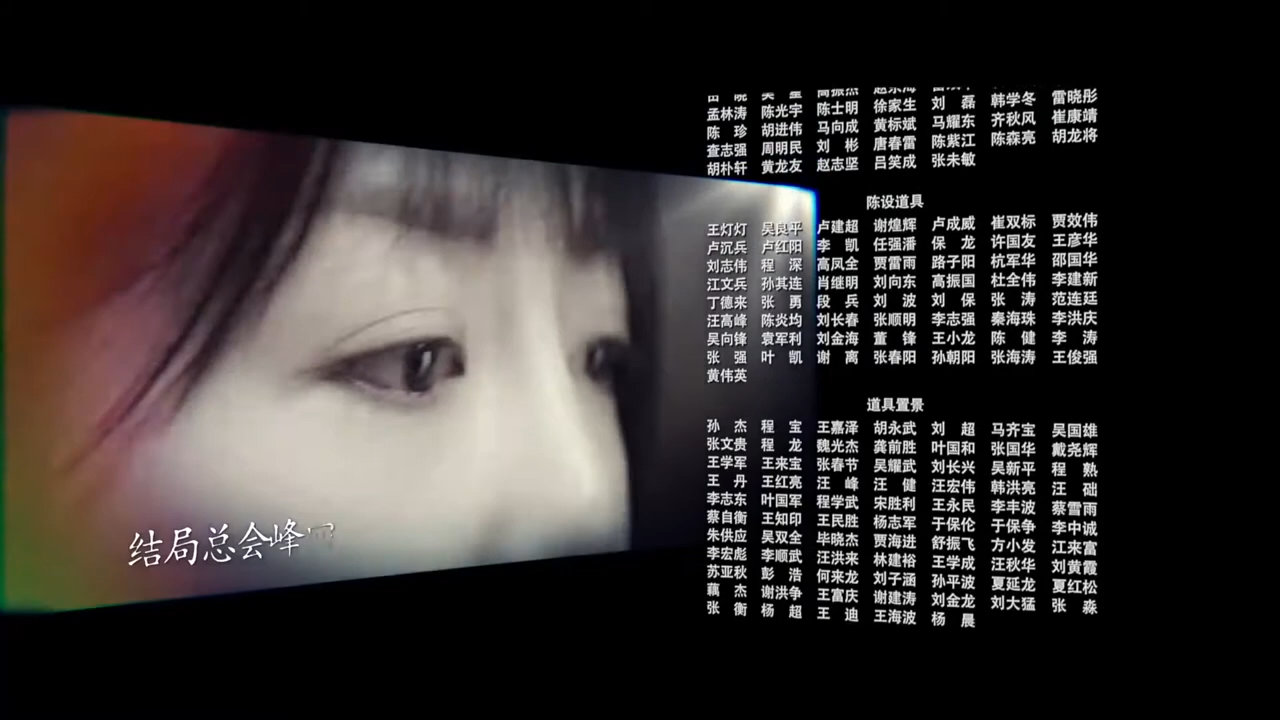 孟林涛 陈光宇 陈士明 徐家生 刘磊 韩学冬 雷晓彤
陈珍 胡进伟 马向成 黄标斌 马耀东 齐秋风 崔康靖
查志强 周明民 刘彬 唐春雷 陈紫江 陈森亮 胡龙将
胡朴轩 黄龙友 赵志坚 吕笑成 张未敏
陈设道具
王灯灯 吴良平 卢建超 谢煌辉 卢成威 崔双标 贾效伟
卢沉兵 卢红阳 李凯 任强潘 保龙 许国友 王彦华
刘志伟 程深 高凤全 贾雷雨 路子阳 杭军华 邵国华
江文兵 孙其连 肖继明 刘向东 高振国 杜全伟 李建新
丁德来 张勇 段兵 刘波 刘保 张涛 范连廷
汪高峰 陈炎均 刘长春 张顺明 李志强 秦海珠 李洪庆
吴向锋 袁军利 刘金海 董锋 王小龙 陈健 李涛
张强 叶凯 谢离 张春阳 孙朝阳 张海涛 王俊强
黄伟英
道具置景
孙杰 程宝 王嘉泽 胡永武 刘超 马齐宝 吴国雄
张文贵 程龙 魏光杰 龚前胜 叶国和 张国华 戴尧辉
王学军 王来宝 张春节 吴耀武 刘长兴 吴新平 程熟
王丹 王红亮 汪峰 汪健 汪宏伟 韩洪亮 汪础
李志东 叶国军 程学武 宋胜利 王永民 李丰波 蔡雪雨
蔡自衡 王知印 王民胜 杨志军 于保伦 于保争 李中诚
朱供应 吴双全 毕晓杰 贾海进 舒振飞 方小发 江来富
李宏彪 李顺武 汪洪来 林建裕 王学成 汪秋华 刘黄霞
苏亚秋 彭浩 何来龙 刘子涵 孙平波 夏延龙 夏红松
藕杰 谢洪争 王富庆 谢建涛 刘金龙 刘大猛 张淼
张衡 杨超 王迪 王海波 杨晨
结局总会峰